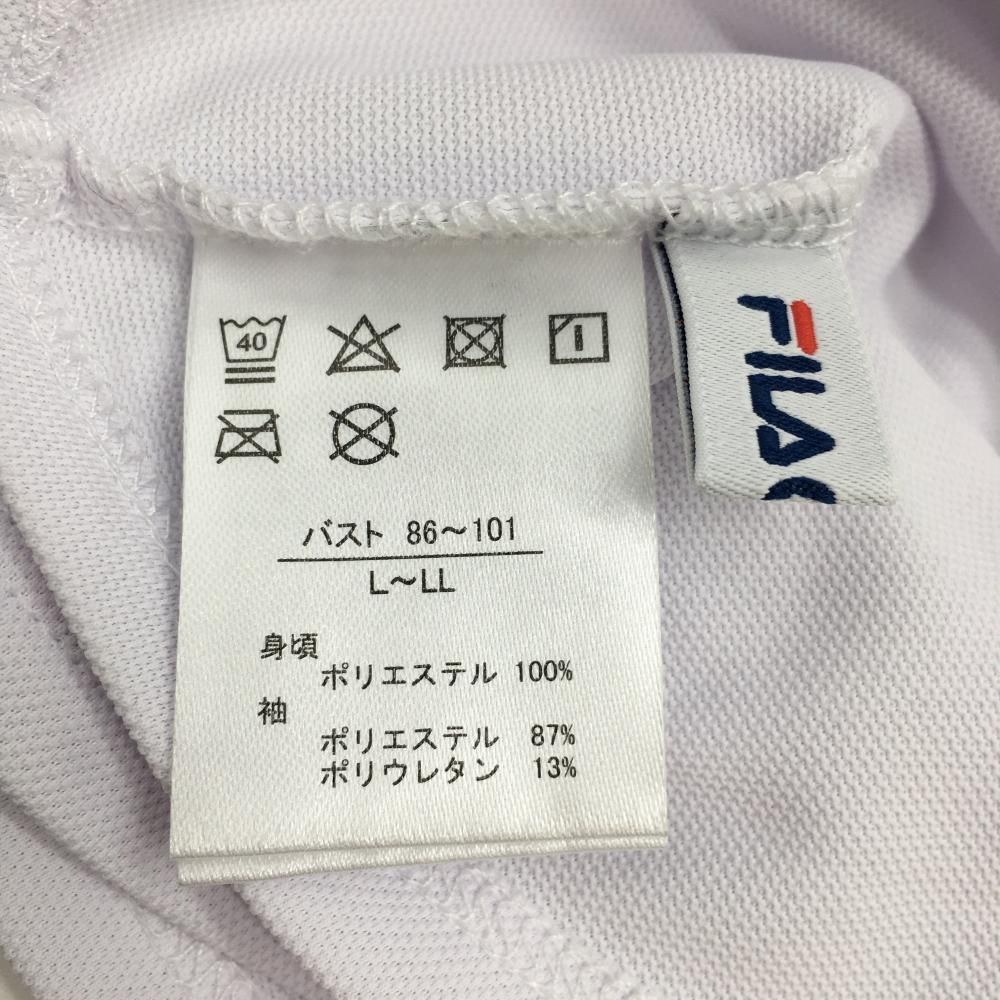 40
バスト 86～101
L～LL
身頃
ポリエステル 100%
袖
ポリエステル 87%
ポリウレタン 13%
FILA